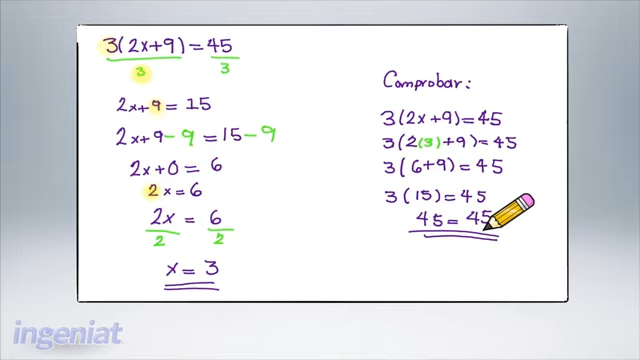 3(2x+9) = 45
3 3
2x+9 = 15
2x+9-9 = 15-9
2x+0 = 6
2x = 6
2x = 6
2 2
x = 3
Comprobar:
3(2x+9)=45
3(2(3)+9)=45
3(6+9)=45
3(15)=45
45=45
ingeniat